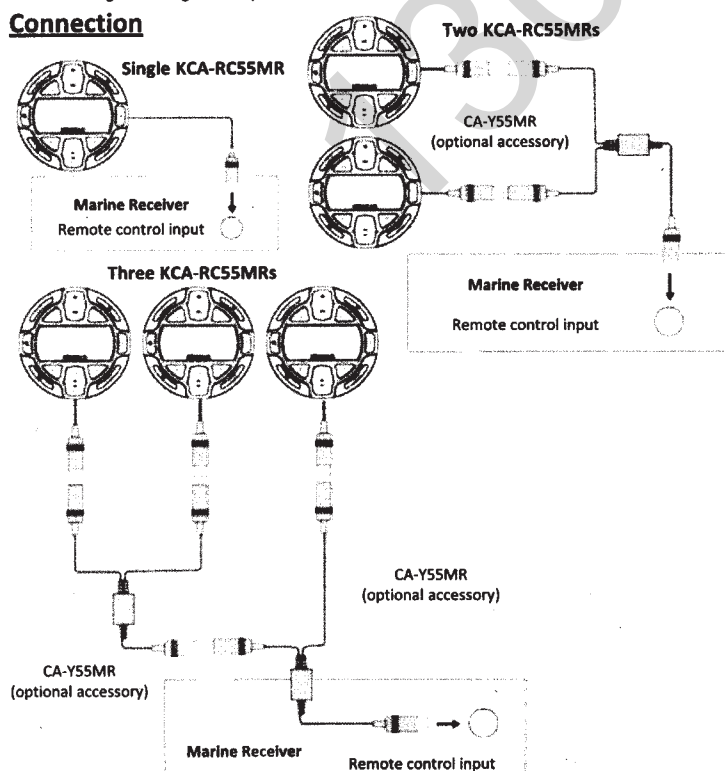 Connection
Single KCA-RC55MR
Marine Receiver
Remote control input
Two KCA-RC55MRs
CA-Y55MR
(optional accessory)
Marine Receiver
Remote control input
Three KCA-RC55MRs
CA-Y55MR
(optional accessory)
CA-Y55MR
(optional accessory)
Marine Receiver
Remote control input
130